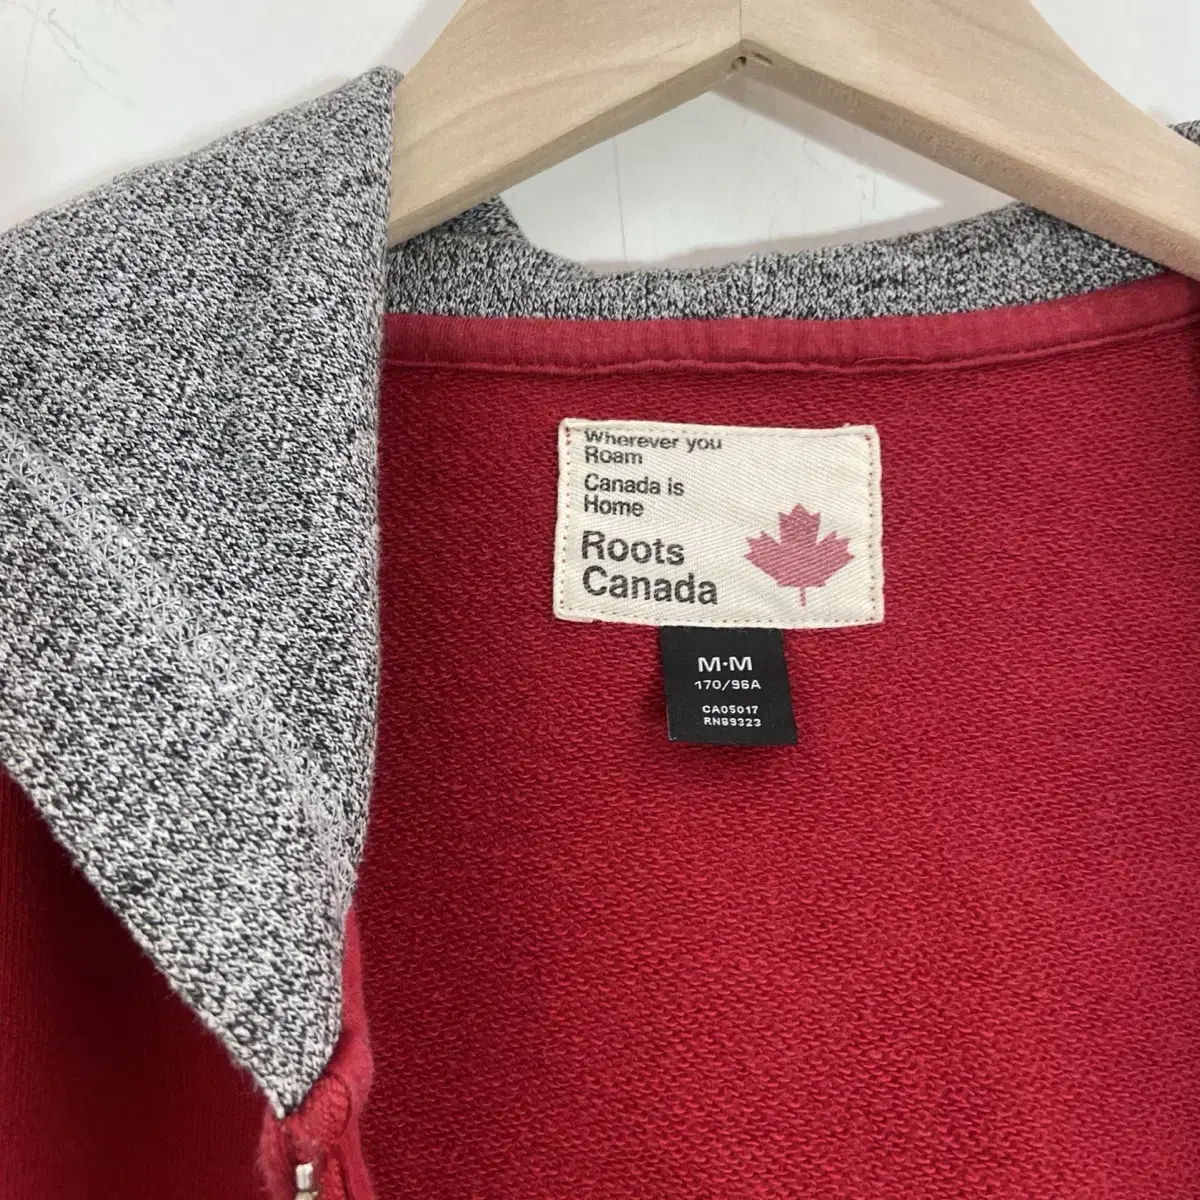 Wherever you
Roam
Canada is
Home
Roots
Canada
M·M
170/96A
CA05017
RN89323